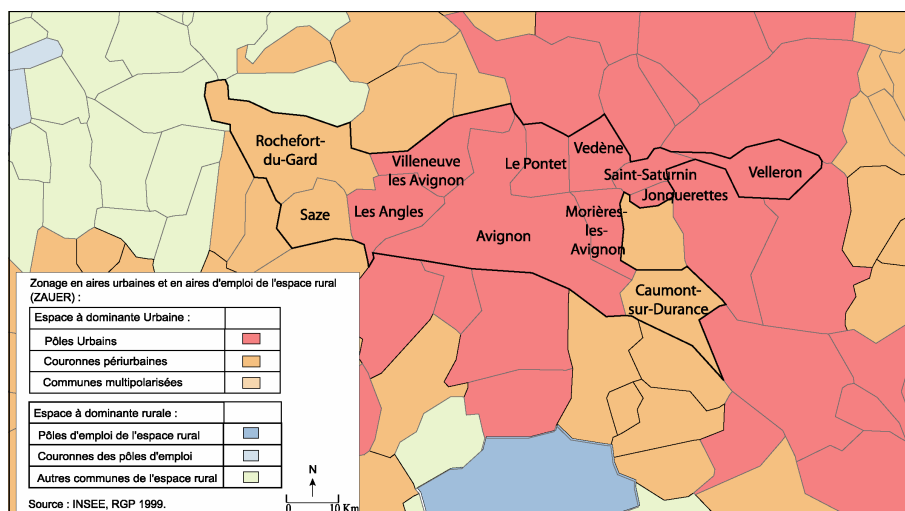 Rochefort-
du-Gard
Saze
Villeneuve
les Avignon
Les Angles
Le Pontet
Vedène
Saint-Saturnin
Jonquerettes
Velleron
Avignon
Morières-
les-
Avignon
Caumont-
sur-Durance
Zonage en aires urbaines et en aires d'emploi de l'espace rural
(ZAUER) :
Espace à dominante Urbaine :
Pôles Urbains
Couronnes périurbaines
Communes multipolarisées
Espace à dominante rurale :
Pôles d'emploi de l'espace rural
Couronnes des pôles d'emploi
Autres communes de l'espace rural
Source : INSEE, RGP 1999.
N
0 10 Km